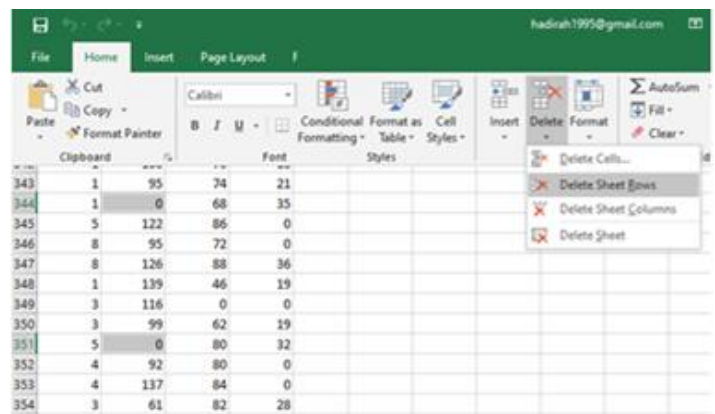 hadirah1995@gmail.com
File Home Insert Page Layout F
Cut
Copy
Format Painter
Paste
Clipboard
Calibri
B I U
Font
Conditional Formatting
Format as Table
Cell Styles
Styles
Insert Delete Format
AutoSum
Fill
Clear
Delete Cells...
Delete Sheet Rows
Delete Sheet Columns
Delete Sheet
343 1 95 74 21
344 1 0 68 35
345 5 122 86 0
346 8 95 72 0
347 8 126 88 36
348 1 139 46 19
349 3 116 0 0
350 3 99 62 19
351 5 0 80 32
352 4 92 80 0
353 4 137 84 0
354 3 61 82 28